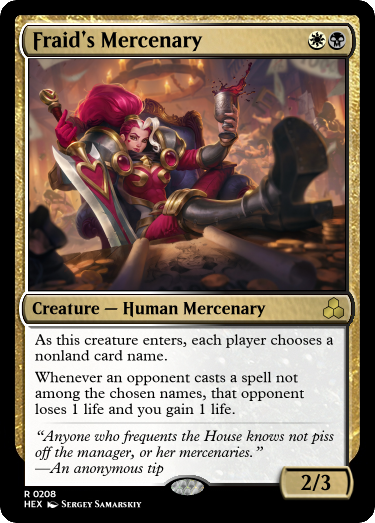 Fraid's Mercenary
Creature — Human Mercenary
As this creature enters, each player chooses a
nonland card name.
Whenever an opponent casts a spell not
among the chosen names, that opponent
loses 1 life and you gain 1 life.
“Anyone who frequents the House knows not piss
off the manager, or her mercenaries.”
—An anonymous tip
2/3
R 0208
HEX Sergey Samarskiy